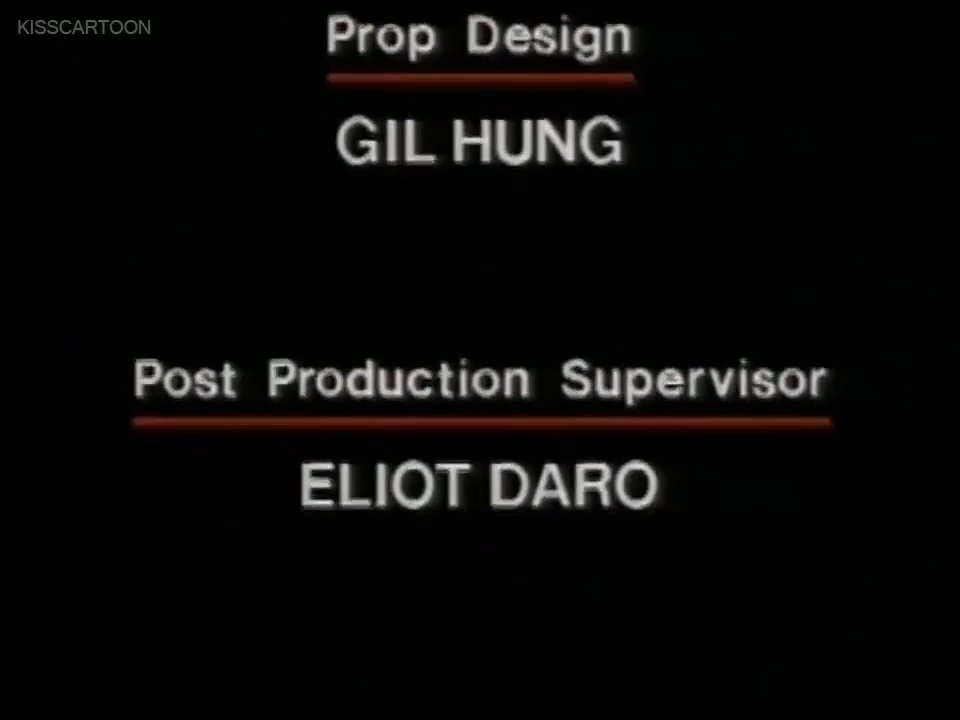 KISSCARTOON
Prop Design
GIL HUNG
Post Production Supervisor
ELIOT DARO